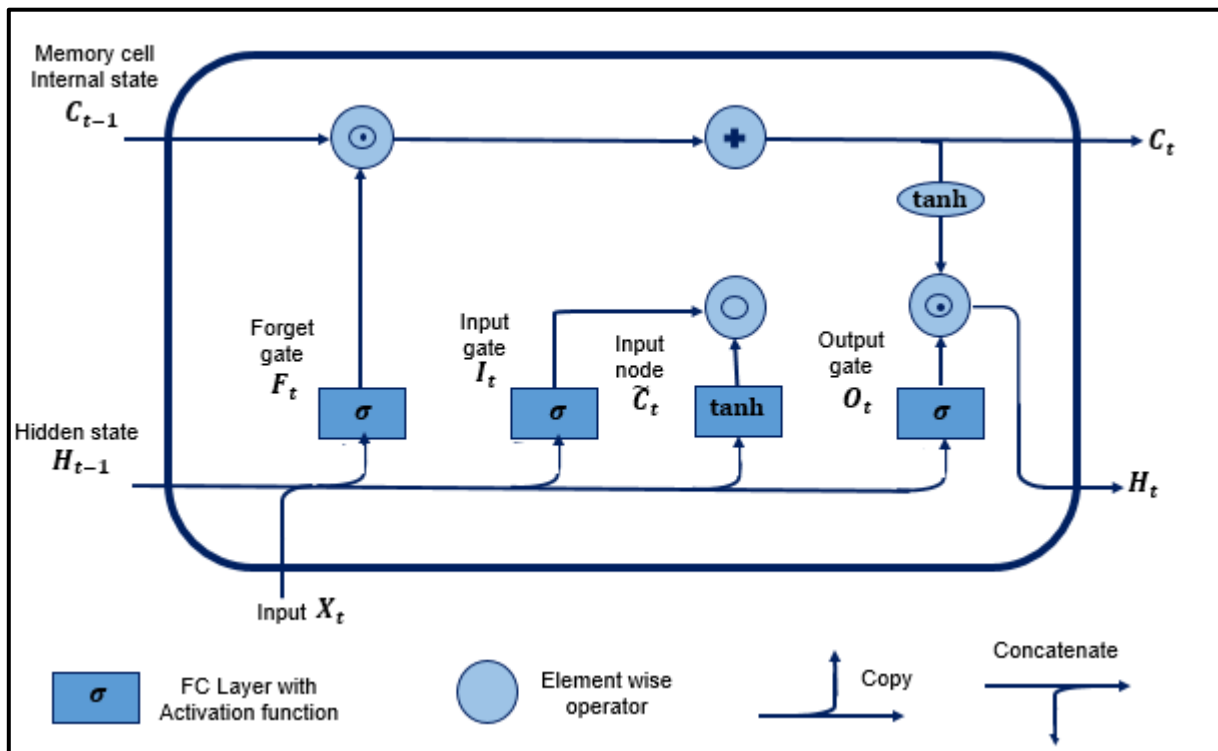 Memory cell
Internal state
C_{t-1}
C_t
tanh
Forget
gate
F_t
Input
gate
I_t
Input
node
C̃_t
Output
gate
O_t
σ
σ
tanh
σ
Hidden state
H_{t-1}
H_t
Input X_t
σ
FC Layer with
Activation function
Element wise
operator
Copy
Concatenate